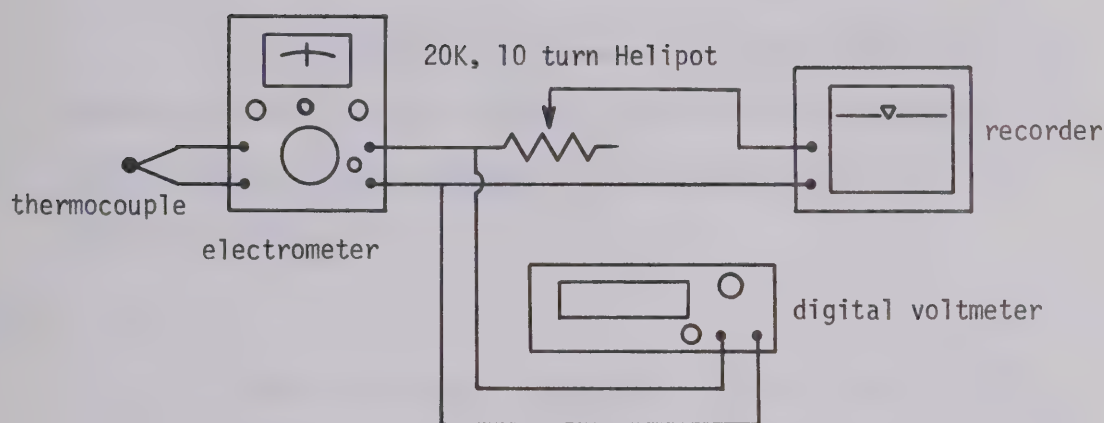 20K, 10 turn Helipot
recorder
thermocouple
electrometer
digital voltmeter